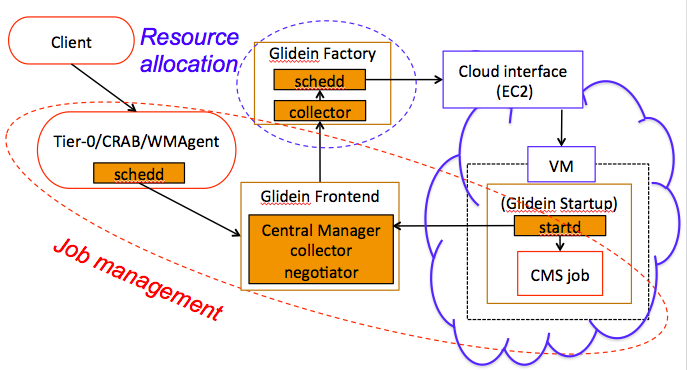 Client
Resource
allocation
Glidein Factory
schedd
collector
Cloud interface
(EC2)
Tier-0/CRAB/WMAgent
schedd
VM
Glidein Frontend
Central Manager
collector
negotiator
(Glidein Startup)
startd
CMS job
Job management